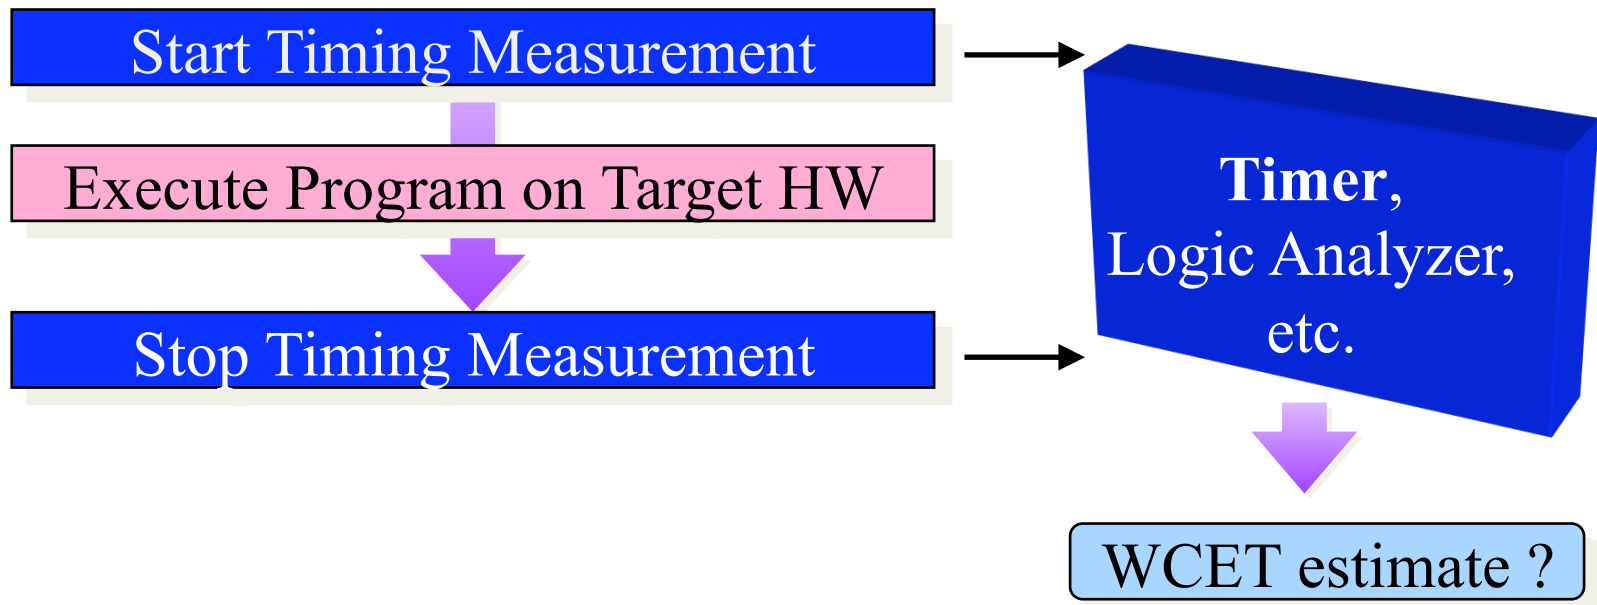 Start Timing Measurement
Execute Program on Target HW
Stop Timing Measurement
Timer,
Logic Analyzer,
etc.
WCET estimate ?